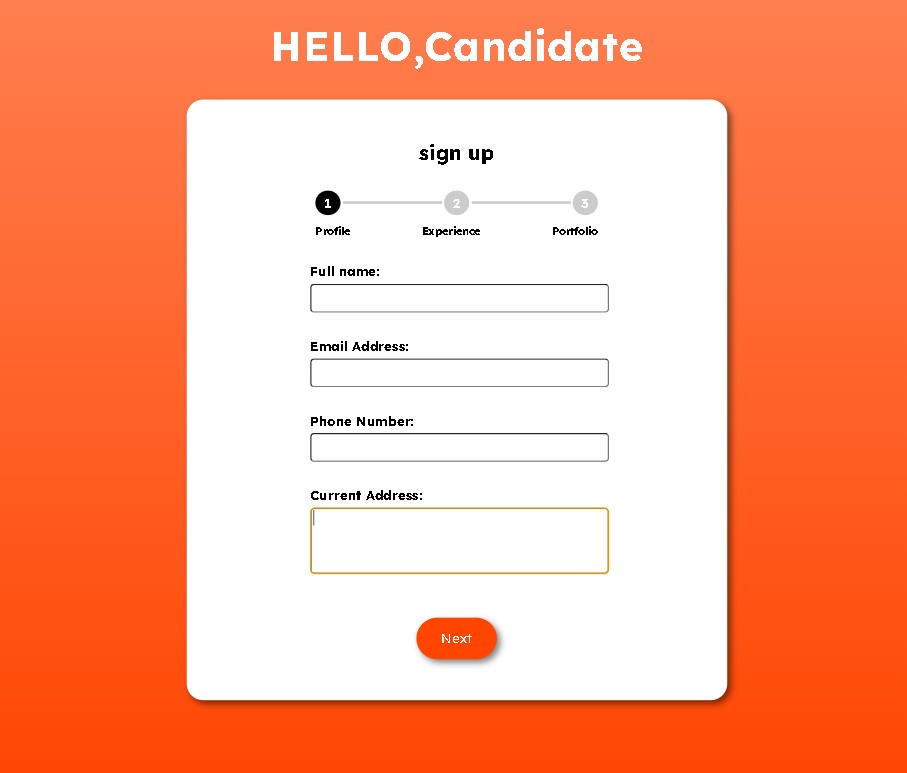 HELLO,Candidate
sign up
1 2 3
Profile Experience Portfolio
Full name:
Email Address:
Phone Number:
Current Address:
Next